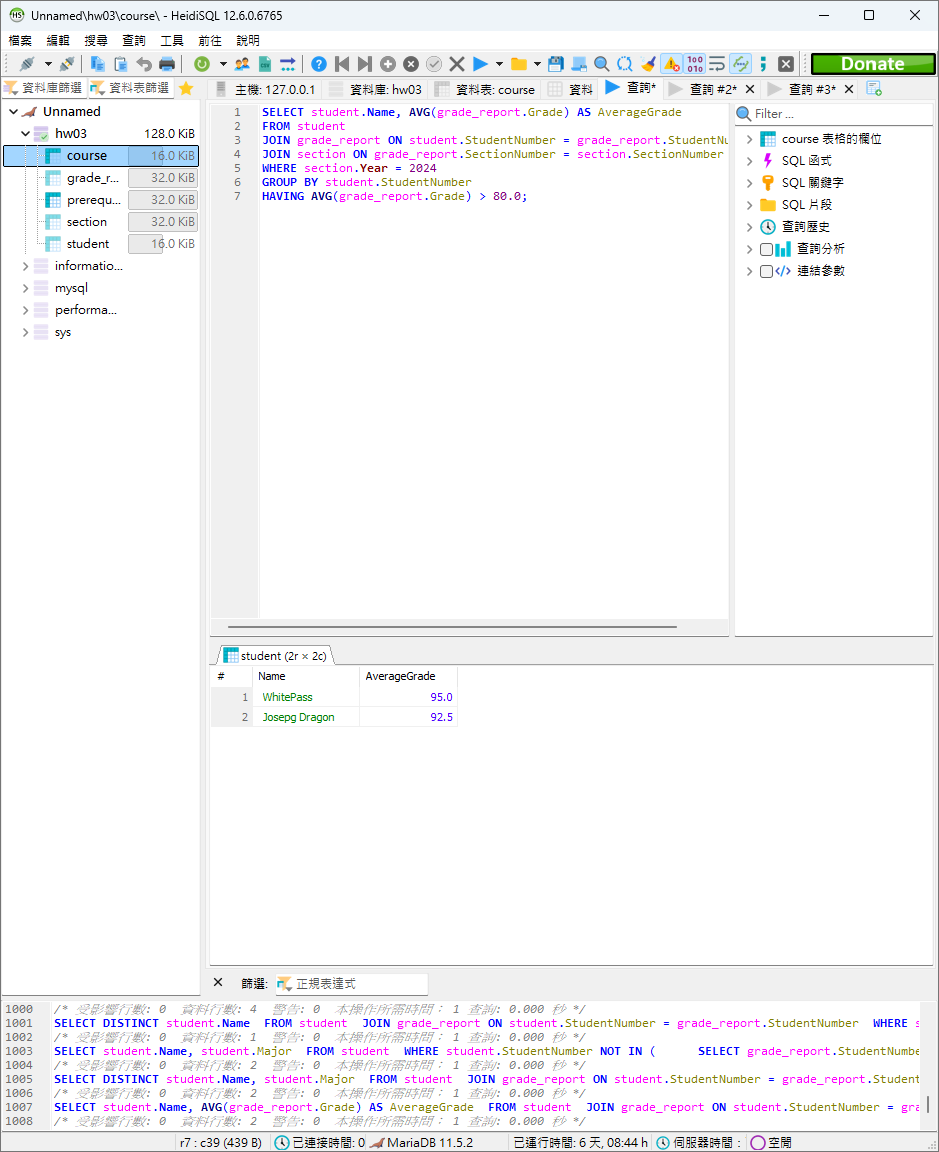 Unnamed\hw03\course\ - HeidiSQL 12.6.0.6765
檔案 編輯 搜尋 查詢 工具 前往 說明
Donate
資料庫篩選 資料表篩選
主機: 127.0.0.1 資料庫: hw03 資料表: course 資料 查詢* 查詢 #2* 查詢 #3*
Unnamed
hw03 128.0 KiB
course 16.0 KiB
grade_r... 32.0 KiB
prerequ... 32.0 KiB
section 32.0 KiB
student 16.0 KiB
informatio...
mysql
performa...
sys
1 SELECT student.Name, AVG(grade_report.Grade) AS AverageGrade
2 FROM student
3 JOIN grade_report ON student.StudentNumber = grade_report.StudentNu
4 JOIN section ON grade_report.SectionNumber = section.SectionNumber
5 WHERE section.Year = 2024
6 GROUP BY student.StudentNumber
7 HAVING AVG(grade_report.Grade) > 80.0;
Filter ...
course 表格的欄位
SQL 函式
SQL 關鍵字
SQL 片段
查詢歷史
查詢分析
連結參數
student (2r × 2c)
# Name AverageGrade
1 WhitePass 95.0
2 Josepg Dragon 92.5
篩選: 正規表達式
1000 /* 受影響行數: 0 資料行數: 4 警告: 0 本操作所需時間： 1 查詢: 0.000 秒 */
1001 SELECT DISTINCT student.Name FROM student JOIN grade_report ON student.StudentNumber = grade_report.StudentNumber WHERE s
1002 /* 受影響行數: 0 資料行數: 1 警告: 0 本操作所需時間： 1 查詢: 0.000 秒 */
1003 SELECT student.Name, student.Major FROM student WHERE student.StudentNumber NOT IN ( SELECT grade_report.StudentNumbe
1004 /* 受影響行數: 0 資料行數: 2 警告: 0 本操作所需時間： 1 查詢: 0.000 秒 */
1005 SELECT DISTINCT student.Name, student.Major FROM student JOIN grade_report ON student.StudentNumber = grade_report.Student
1006 /* 受影響行數: 0 資料行數: 2 警告: 0 本操作所需時間： 1 查詢: 0.000 秒 */
1007 SELECT student.Name, AVG(grade_report.Grade) AS AverageGrade FROM student JOIN grade_report ON student.StudentNumber = gra
1008 /* 受影響行數: 0 資料行數: 2 警告: 0 本操作所需時間： 1 查詢: 0.000 秒 */
r7 : c39 (439 B) 已連接時間: 0 MariaDB 11.5.2 已運行時間: 6 天, 08:44 h 伺服器時間： 空閒